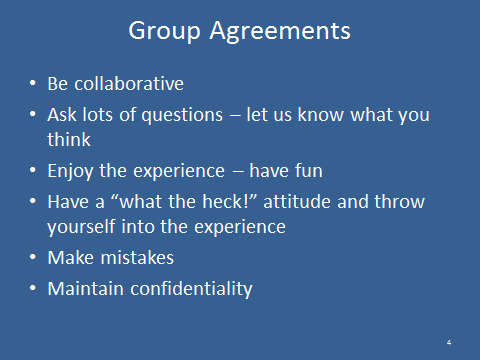 Group Agreements
• Be collaborative
• Ask lots of questions – let us know what you
think
• Enjoy the experience – have fun
• Have a “what the heck!” attitude and throw
yourself into the experience
• Make mistakes
• Maintain confidentiality
4